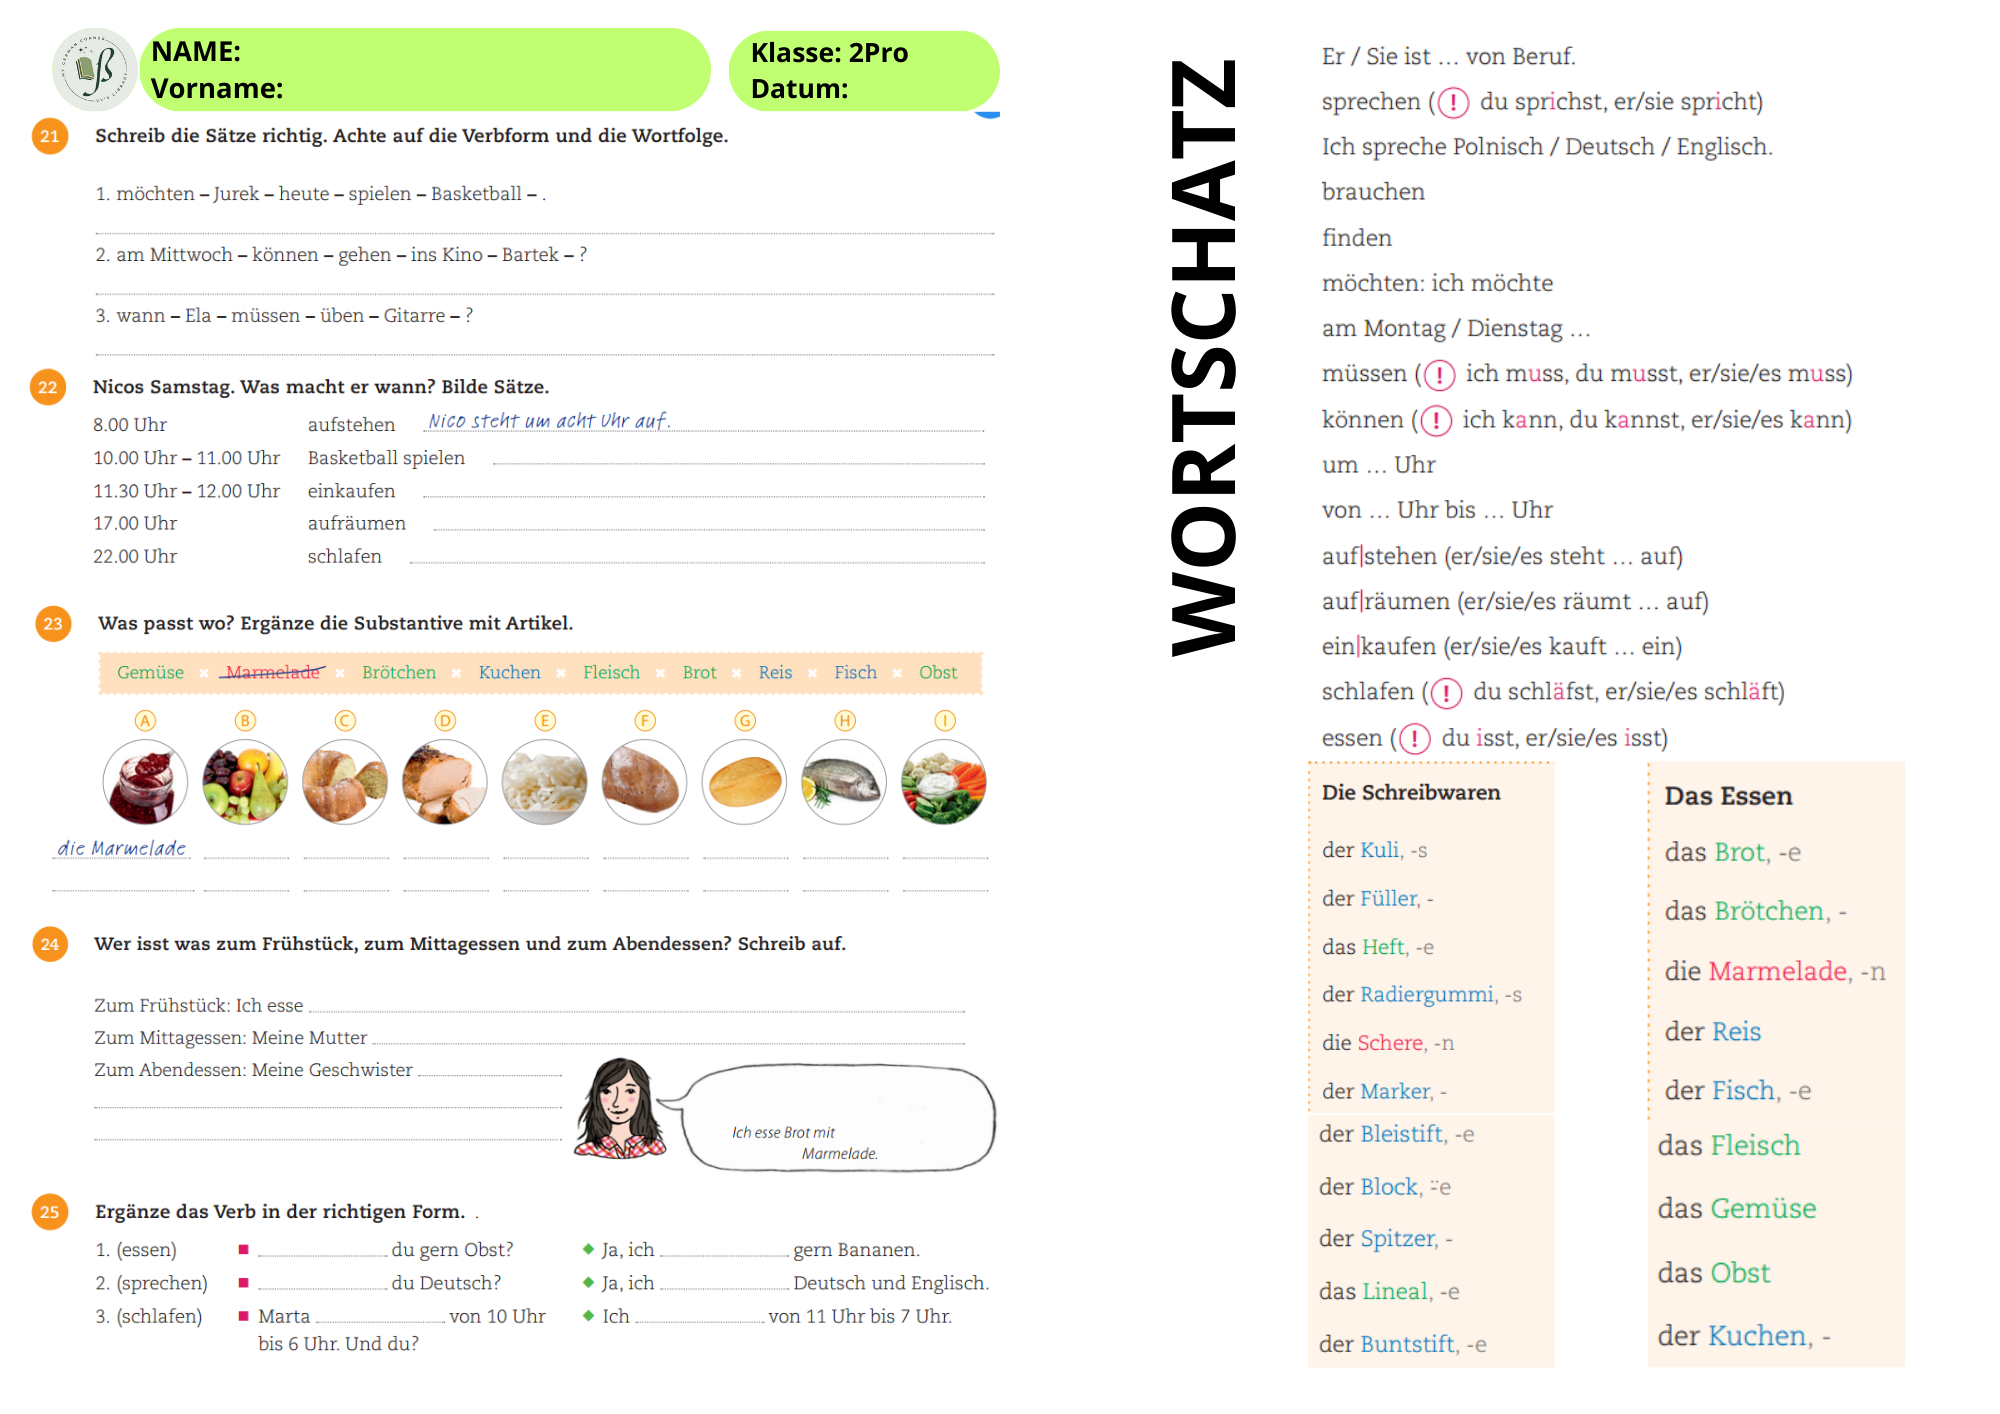 NAME:
Vorname:
Klasse: 2Pro
Datum:
21 Schreib die Sätze richtig. Achte auf die Verbform und die Wortfolge.
1. möchten – Jurek – heute – spielen – Basketball – .
2. am Mittwoch – können – gehen – ins Kino – Bartek – ?
3. wann – Ela – müssen – üben – Gitarre – ?
22 Nicos Samstag. Was macht er wann? Bilde Sätze.
8.00 Uhr aufstehen Nico steht um acht Uhr auf.
10.00 Uhr – 11.00 Uhr Basketball spielen
11.30 Uhr – 12.00 Uhr einkaufen
17.00 Uhr aufräumen
22.00 Uhr schlafen
23 Was passt wo? Ergänze die Substantive mit Artikel.
Gemüse × Marmelade × Brötchen × Kuchen × Fleisch × Brot × Reis × Fisch × Obst
A B C D E F G H I
die Marmelade
24 Wer isst was zum Frühstück, zum Mittagessen und zum Abendessen? Schreib auf.
Zum Frühstück: Ich esse
Zum Mittagessen: Meine Mutter
Zum Abendessen: Meine Geschwister
Ich esse Brot mit
Marmelade.
25 Ergänze das Verb in der richtigen Form. .
1. (essen) ■ du gern Obst? ◆ Ja, ich gern Bananen.
2. (sprechen) ■ du Deutsch? ◆ Ja, ich Deutsch und Englisch.
3. (schlafen) ■ Marta von 10 Uhr ◆ Ich von 11 Uhr bis 7 Uhr.
bis 6 Uhr. Und du?
WORTSCHATZ
Er / Sie ist ... von Beruf.
sprechen (! du sprichst, er/sie spricht)
Ich spreche Polnisch / Deutsch / Englisch.
brauchen
finden
möchten: ich möchte
am Montag / Dienstag ...
müssen (! ich muss, du musst, er/sie/es muss)
können (! ich kann, du kannst, er/sie/es kann)
um ... Uhr
von ... Uhr bis ... Uhr
auf|stehen (er/sie/es steht ... auf)
auf|räumen (er/sie/es räumt ... auf)
ein|kaufen (er/sie/es kauft ... ein)
schlafen (! du schläfst, er/sie/es schläft)
essen (! du isst, er/sie/es isst)
Die Schreibwaren
der Kuli, -s
der Füller, -
das Heft, -e
der Radiergummi, -s
die Schere, -n
der Marker, -
der Bleistift, -e
der Block, ¨-e
der Spitzer, -
das Lineal, -e
der Buntstift, -e
Das Essen
das Brot, -e
das Brötchen, -
die Marmelade, -n
der Reis
der Fisch, -e
das Fleisch
das Gemüse
das Obst
der Kuchen, -